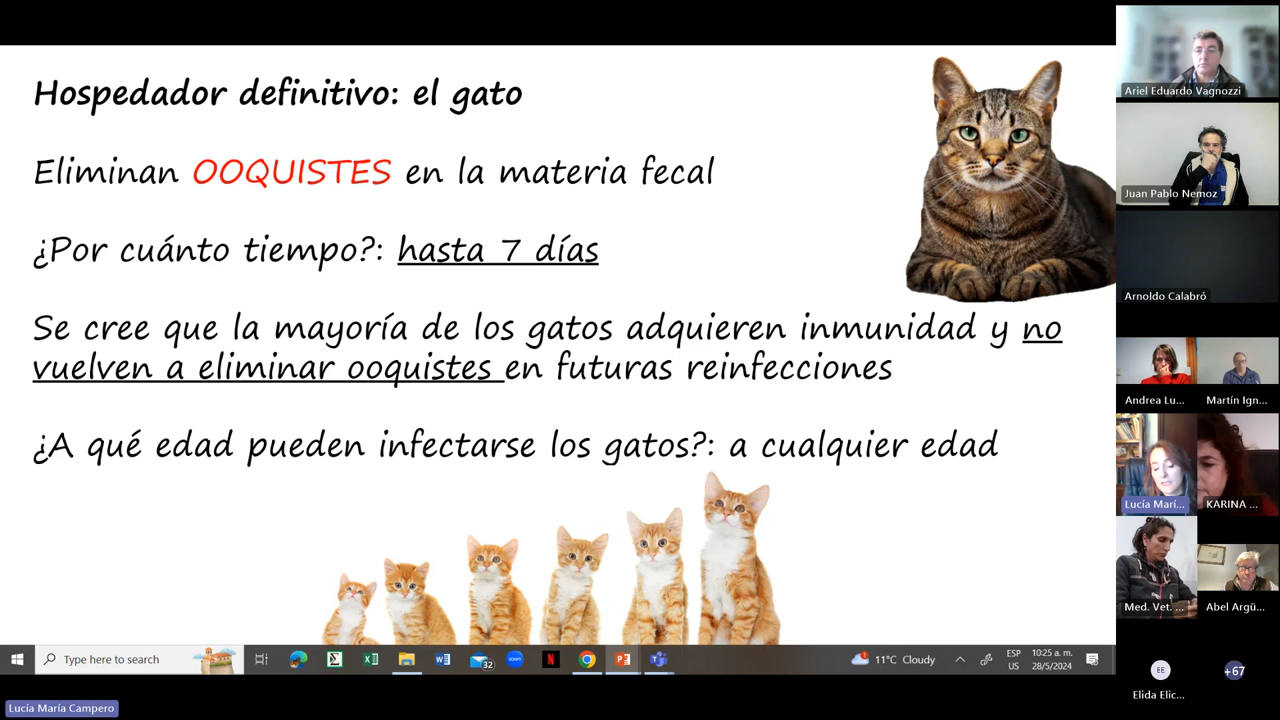 Hospedador definitivo: el gato
Eliminan OOQUISTES en la materia fecal
¿Por cuánto tiempo?: hasta 7 días
Se cree que la mayoría de los gatos adquieren inmunidad y no
vuelven a eliminar ooquistes en futuras reinfecciones
¿A qué edad pueden infectarse los gatos?: a cualquier edad
Ariel Eduardo Vagnozzi
Juan Pablo Nemoz
Arnoldo Calabró
Andrea Lu...
Martín Ign...
Lucía Marí...
KARINA ...
Med. Vet. ...
Abel Argü...
EE
+67
Elida Elic...
Type here to search
32
11°C Cloudy
ESP
US
10:25 a. m.
28/5/2024
Lucía María Campero